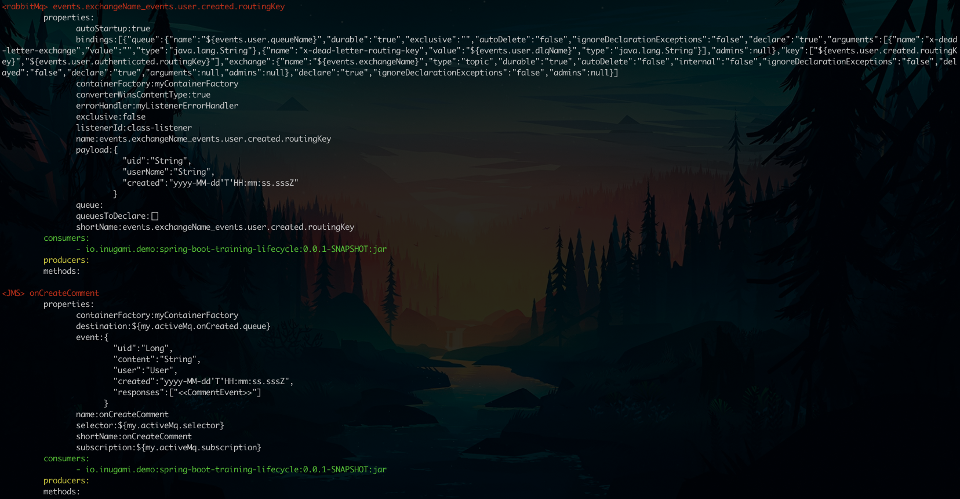 <rabbitMq> events.exchangeName_events.user.created.routingKey
properties:
autoStartup:true
bindings:[{"queue":{"name":"${events.user.queueName}","durable":"true","exclusive":"","autoDelete":"false","ignoreDeclarationExceptions":"false","declare":"true","arguments":[{"name":"x-dead
-letter-exchange","value":"","type":"java.lang.String"},{"name":"x-dead-letter-routing-key","value":"${events.user.dlqName}","type":"java.lang.String"}],"admins":null},"key":["${events.user.created.routingK
ey}","${events.user.authenticated.routingKey}"],"exchange":{"name":"${events.exchangeName}","type":"topic","durable":"true","autoDelete":"false","internal":"false","ignoreDeclarationExceptions":"false","del
ayed":"false","declare":"true","arguments":null,"admins":null},"declare":"true","ignoreDeclarationExceptions":"false","admins":null}]
containerFactory:myContainerFactory
converterWinsContentType:true
errorHandler:myListenerErrorHandler
exclusive:false
listenerId:class-listener
name:events.exchangeName_events.user.created.routingKey
payload:{
"uid":"String",
"userName":"String",
"created":"yyyy-MM-dd'T'HH:mm:ss.sssZ"
}
queue:
queuesToDeclare:[]
shortName:events.exchangeName_events.user.created.routingKey
consumers:
- io.inugami.demo:spring-boot-training-lifecycle:0.0.1-SNAPSHOT:jar
producers:
methods:
<JMS> onCreateComment
properties:
containerFactory:myContainerFactory
destination:${my.activeMq.onCreated.queue}
event:{
"uid":"Long",
"content":"String",
"user":"User",
"created":"yyyy-MM-dd'T'HH:mm:ss.sssZ",
"responses":["<<CommentEvent>>"]
}
name:onCreateComment
selector:${my.activeMq.selector}
shortName:onCreateComment
subscription:${my.activeMq.subscription}
consumers:
- io.inugami.demo:spring-boot-training-lifecycle:0.0.1-SNAPSHOT:jar
producers:
methods: